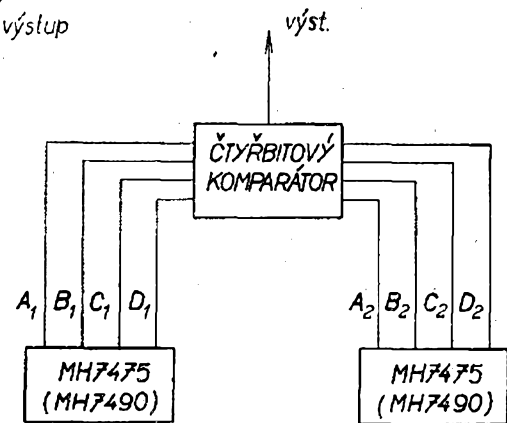 výstup
výst.
ČTYŘBITOVÝ
KOMPARÁTOR
A₁ B₁ C₁ D₁
A₂ B₂ C₂ D₂
MH7475
(MH7490)
MH7475
(MH7490)